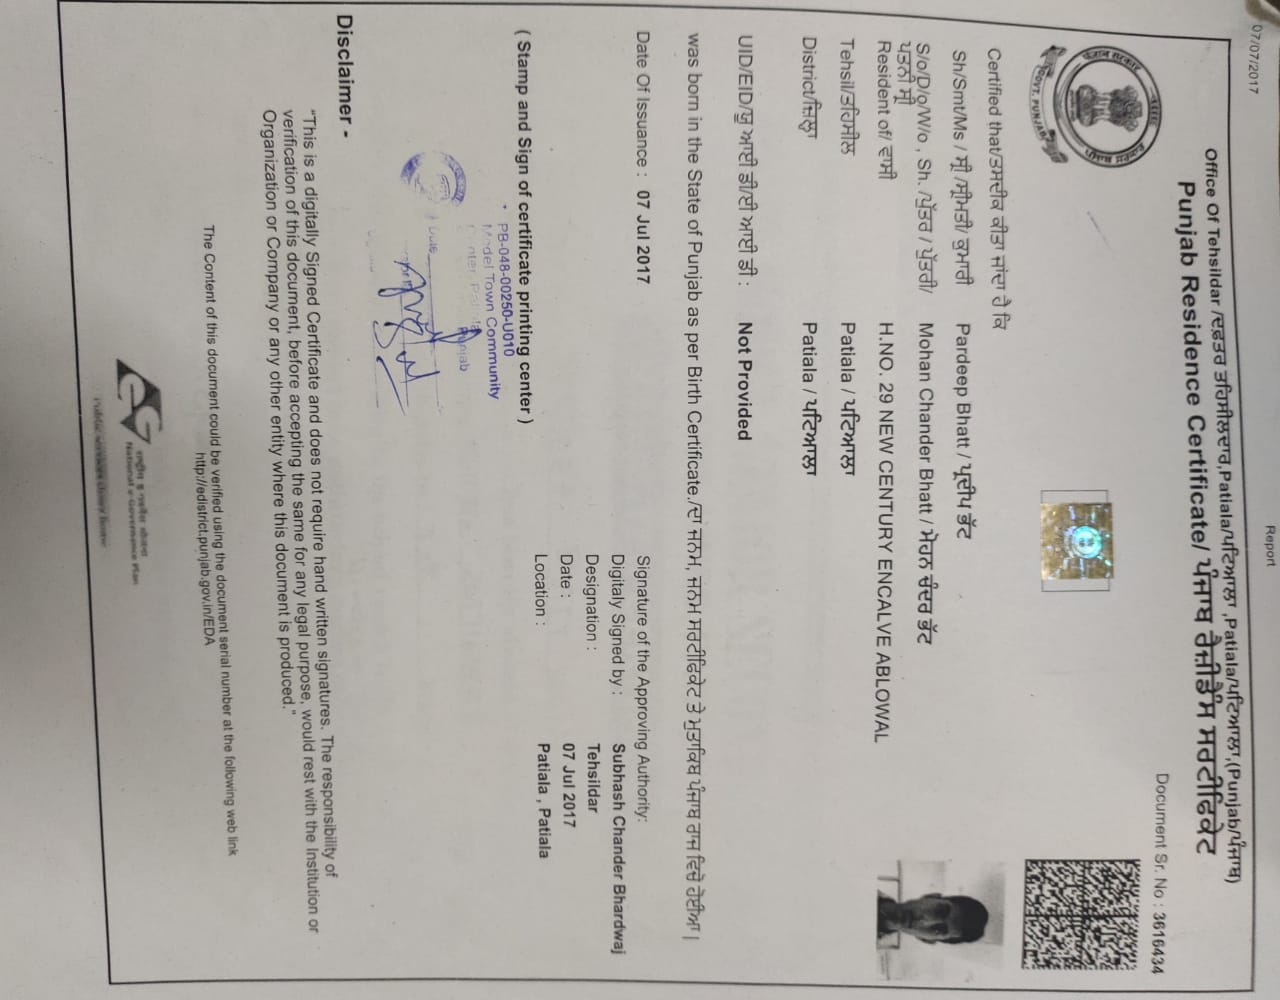 07/07/2017
Report
Office Of Tehsildar /ਦਫ਼ਤਰ ਤਹਿਸੀਲਦਾਰ,Patiala/ਪਟਿਆਲਾ ,Patiala/ਪਟਿਆਲਾ,(Punjab/ਪੰਜਾਬ)
Punjab Residence Certificate/ ਪੰਜਾਬ ਰੈਜ਼ੀਡੈਂਸ ਸਰਟੀਫਿਕੇਟ
Document Sr. No : 3616434
GOVT. PUNJAB
Certified that/ਤਸਦੀਕ ਕੀਤਾ ਜਾਂਦਾ ਹੈ ਕਿ
Sh/Smt/Ms / ਸ੍ਰੀ /ਸ੍ਰੀਮਤੀ/ ਕੁਮਾਰੀ Pardeep Bhatt / ਪ੍ਰਦੀਪ ਭੱਟ
S/o/D/o/W/o , Sh. /ਪੁੱਤਰ / ਪੁੱਤਰੀ/ Mohan Chander Bhatt / ਮੋਹਨ ਚੰਦਰ ਭੱਟ
ਪਤਨੀ ਸ੍ਰੀ
Resident of/ ਵਾਸੀ H.NO. 29 NEW CENTURY ENCALVE ABLOWAL
Tehsil/ਤਹਿਸੀਲ Patiala / ਪਟਿਆਲਾ
District/ਜ਼ਿਲ੍ਹਾ Patiala / ਪਟਿਆਲਾ
UID/EID/ਯੂ ਆਈ ਡੀ/ਈ ਆਈ ਡੀ : Not Provided
was born in the State of Punjab as per Birth Certificate./ਦਾ ਜਨਮ, ਜਨਮ ਸਰਟੀਫਿਕੇਟ ਤੇ ਮੁਤਾਬਿਥ ਪੰਜਾਬ ਰਾਜ ਵਿਚੋ ਹੋਈਆ|
Date Of Issuance : 07 Jul 2017
Signature of the Approving Authority:
Digitaly Signed by : Subhash Chander Bhardwaj
Designation : Tehsildar
Date : 07 Jul 2017
Location : Patiala , Patiala
( Stamp and Sign of certificate printing center )
PB-048-00250-U010
Model Town Community
Punjab
Disclaimer -
"This is a digitally Signed Certificate and does not require hand written signatures. The responsibility of
verification of this document, before accepting the same for any legal purpose, would rest with the Institution or
Organization or Company or any other entity where this document is produced."
The Content of this document could be verified using the document serial number at the following web link
http://edistrict.punjab.gov.in/EDA
National e-Governance Plan